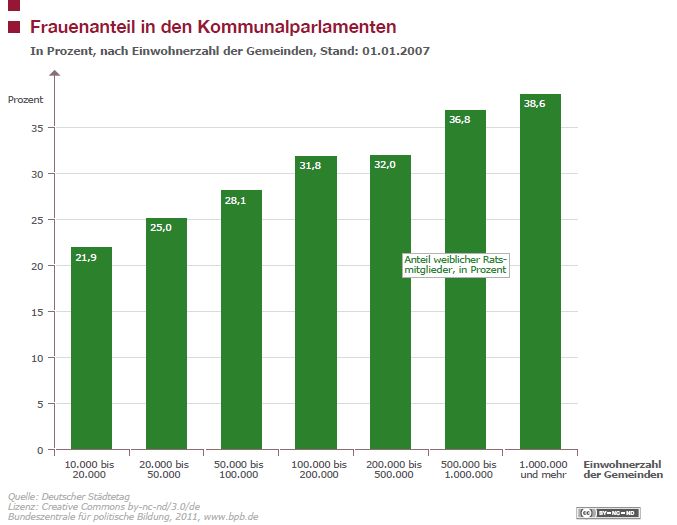 Frauenanteil in den Kommunalparlamenten
In Prozent, nach Einwohnerzahl der Gemeinden, Stand: 01.01.2007
Prozent
35
30
25
20
15
10
5
0
21,9
25,0
28,1
31,8
32,0
36,8
38,6
Anteil weiblicher Rats-
mitglieder, in Prozent
10.000 bis
20.000
20.000 bis
50.000
50.000 bis
100.000
100.000 bis
200.000
200.000 bis
500.000
500.000 bis
1.000.000
1.000.000
und mehr
Einwohnerzahl
der Gemeinden
Quelle: Deutscher Städtetag
Lizenz: Creative Commons by-nc-nd/3.0/de
Bundeszentrale für politische Bildung, 2011, www.bpb.de
cc BY-NC-ND